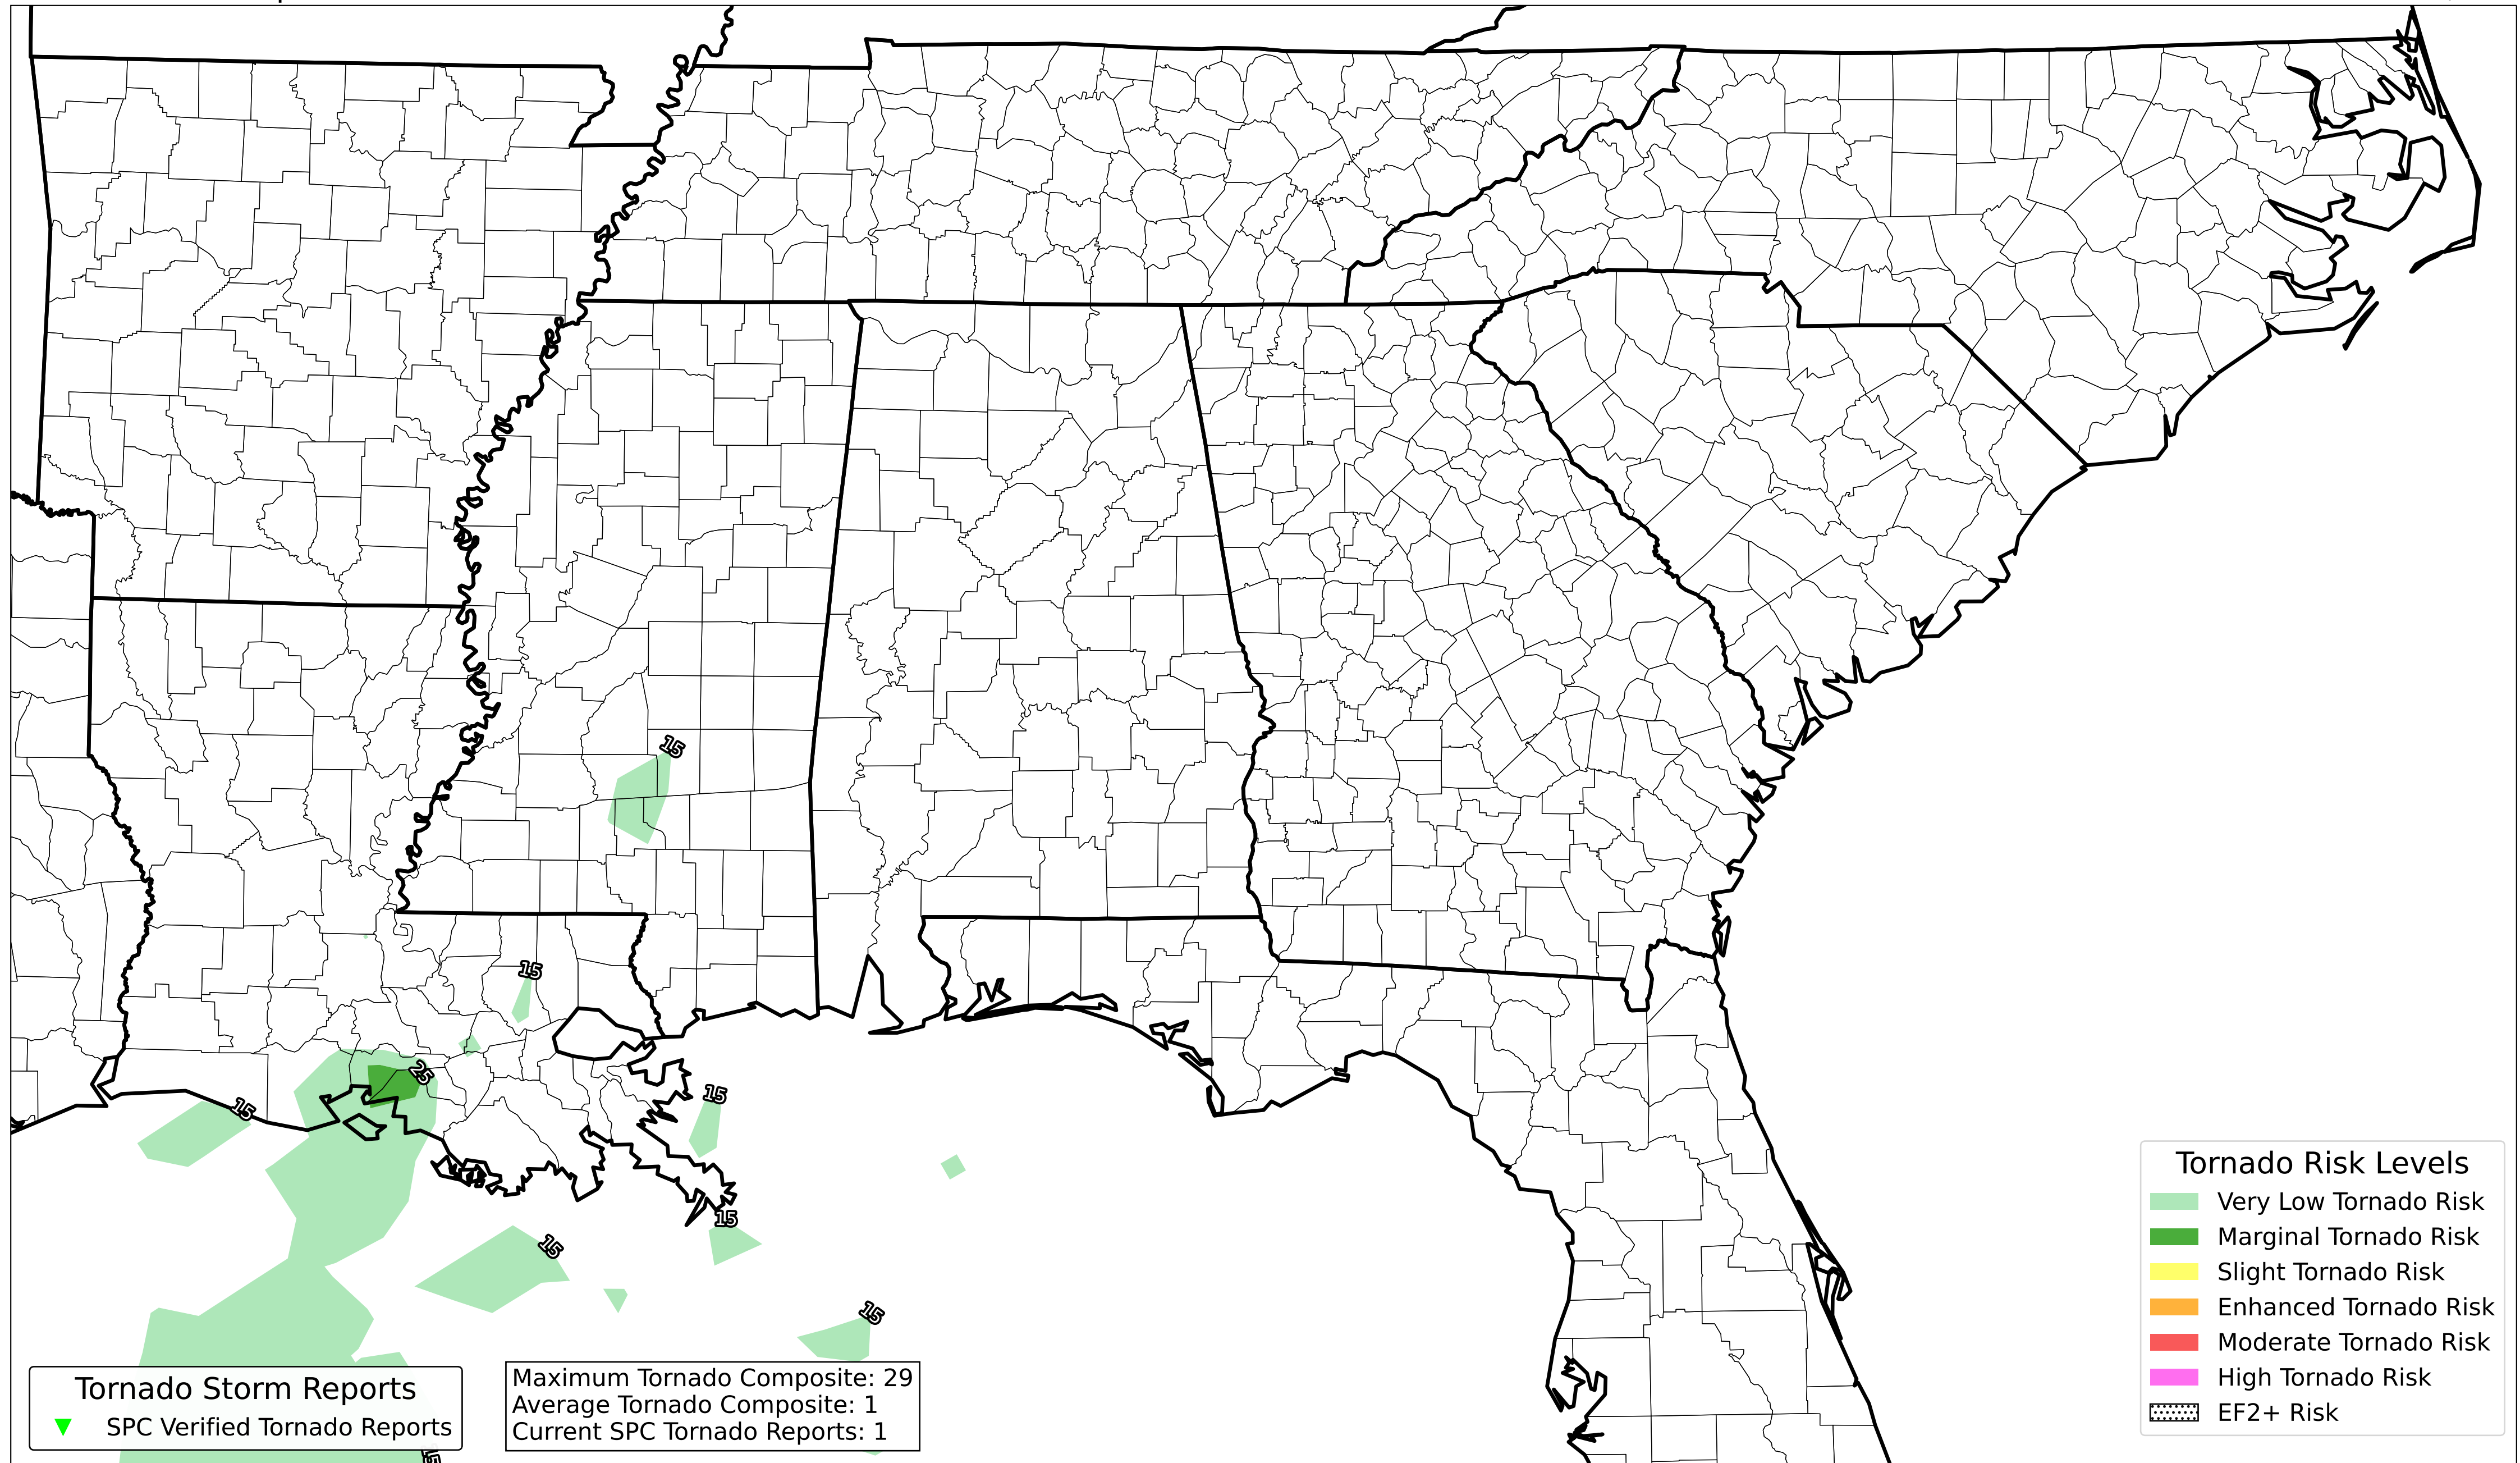 15
15
25
15
15
15
15
15
15
Tornado Storm Reports
SPC Verified Tornado Reports
Maximum Tornado Composite: 29
Average Tornado Composite: 1
Current SPC Tornado Reports: 1
Tornado Risk Levels
Very Low Tornado Risk
Marginal Tornado Risk
Slight Tornado Risk
Enhanced Tornado Risk
Moderate Tornado Risk
High Tornado Risk
EF2+ Risk